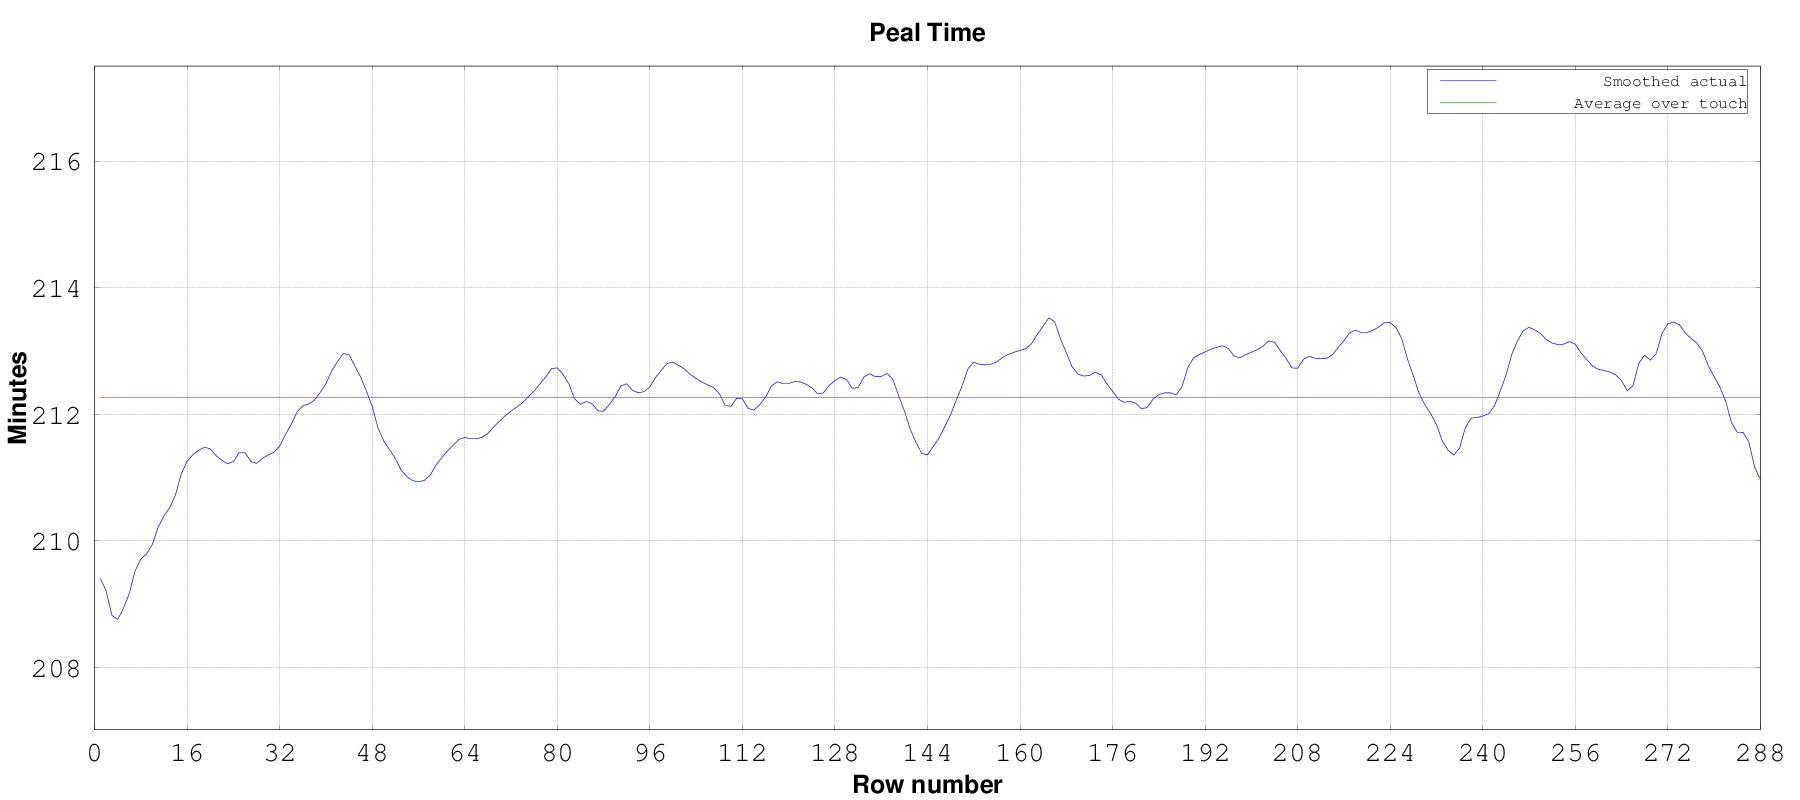 Peal Time
Smoothed actual
Average over touch
216
214
212
210
208
Minutes
0 16 32 48 64 80 96 112 128 144 160 176 192 208 224 240 256 272 288
Row number